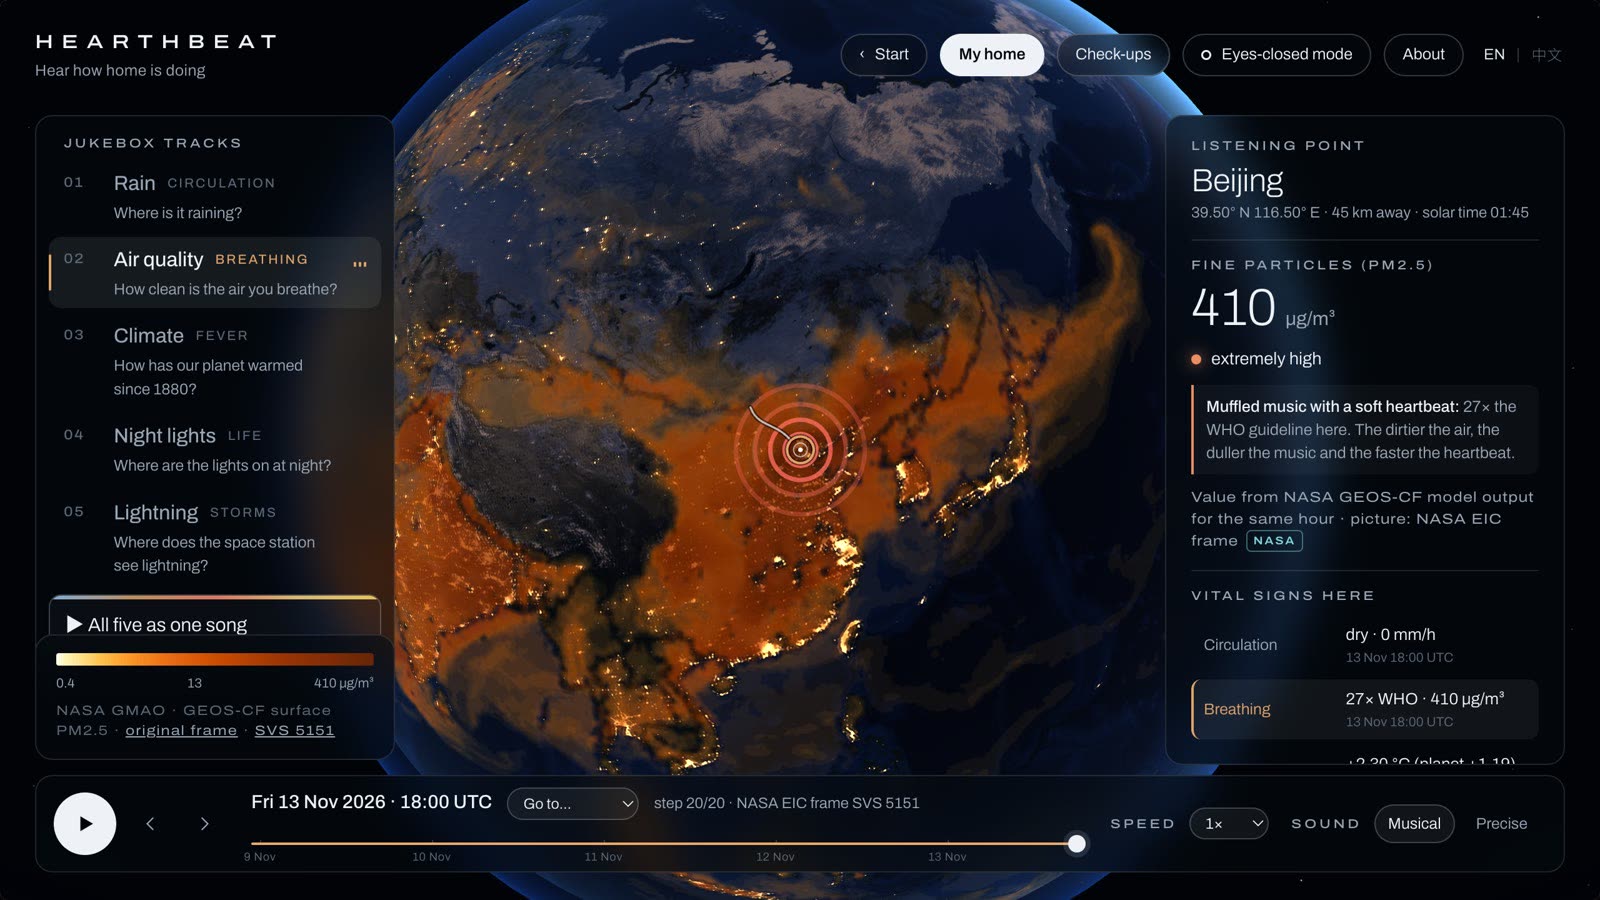 HEARTHBEAT
Hear how home is doing
‹ Start
My home
Check-ups
Eyes-closed mode
About
EN | 中文
JUKEBOX TRACKS
01 Rain CIRCULATION
Where is it raining?
02 Air quality BREATHING
How clean is the air you breathe?
03 Climate FEVER
How has our planet warmed
since 1880?
04 Night lights LIFE
Where are the lights on at night?
05 Lightning STORMS
Where does the space station
see lightning?
▶ All five as one song
0.4 13 410 µg/m³
NASA GMAO · GEOS-CF surface
PM2.5 · original frame · SVS 5151
LISTENING POINT
Beijing
39.50° N 116.50° E · 45 km away · solar time 01:45
FINE PARTICLES (PM2.5)
410 µg/m³
extremely high
Muffled music with a soft heartbeat: 27× the
WHO guideline here. The dirtier the air, the
duller the music and the faster the heartbeat.
Value from NASA GEOS-CF model output
for the same hour · picture: NASA EIC
frame NASA
VITAL SIGNS HERE
Circulation
dry · 0 mm/h
13 Nov 18:00 UTC
Breathing
27× WHO · 410 µg/m³
13 Nov 18:00 UTC
+2.30 °C (planet +1.19)
Fri 13 Nov 2026 · 18:00 UTC
Go to...
step 20/20 · NASA EIC frame SVS 5151
9 Nov 10 Nov 11 Nov 12 Nov 13 Nov
SPEED 1× SOUND Musical Precise